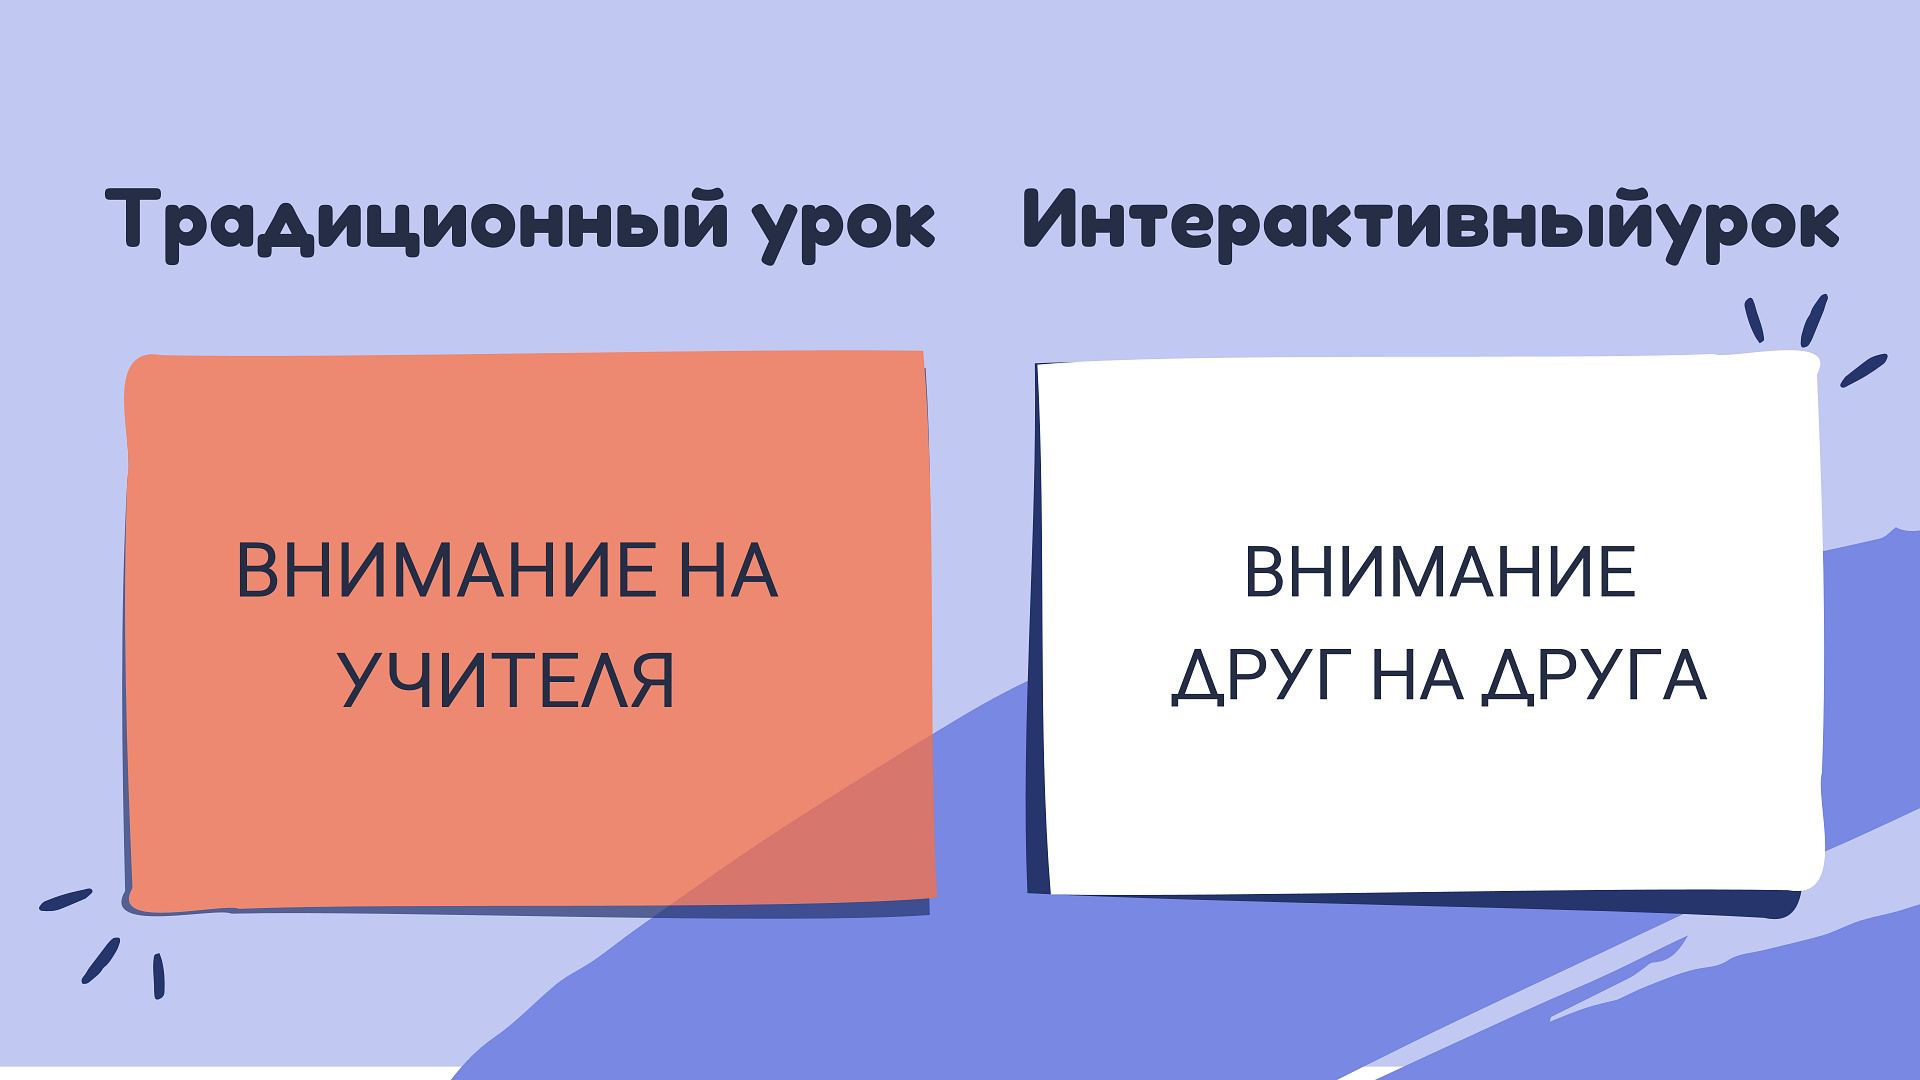 Традиционный урок
Интерактивныйурок
ВНИМАНИЕ НА
УЧИТЕЛЯ
ВНИМАНИЕ
ДРУГ НА ДРУГА